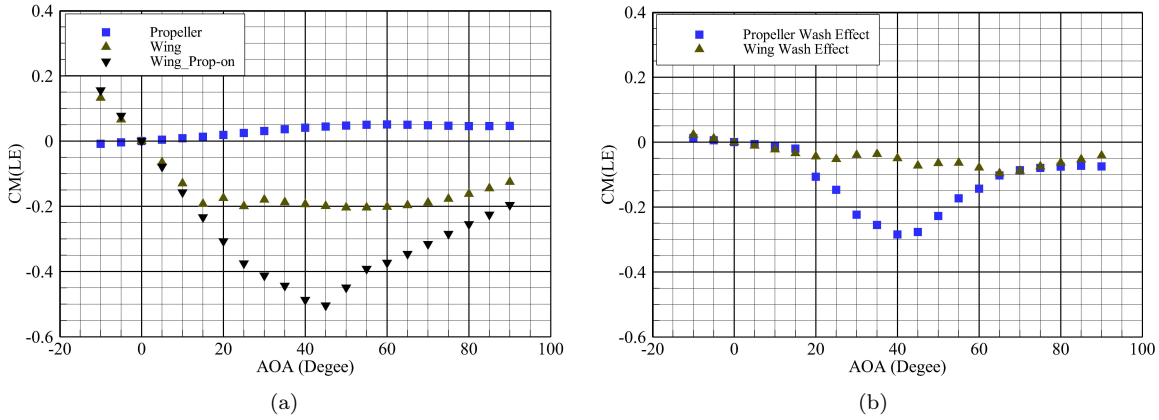 0.4
0.2
0
-0.2
-0.4
-0.6
-20
0
20
40
60
80
100
CM(LE)
AOA (Degee)
Propeller
Wing
Wing_Prop-on
(a)
0.4
0.2
0
-0.2
-0.4
-0.6
-20
0
20
40
60
80
100
CM(LE)
AOA (Degee)
Propeller Wash Effect
Wing Wash Effect
(b)